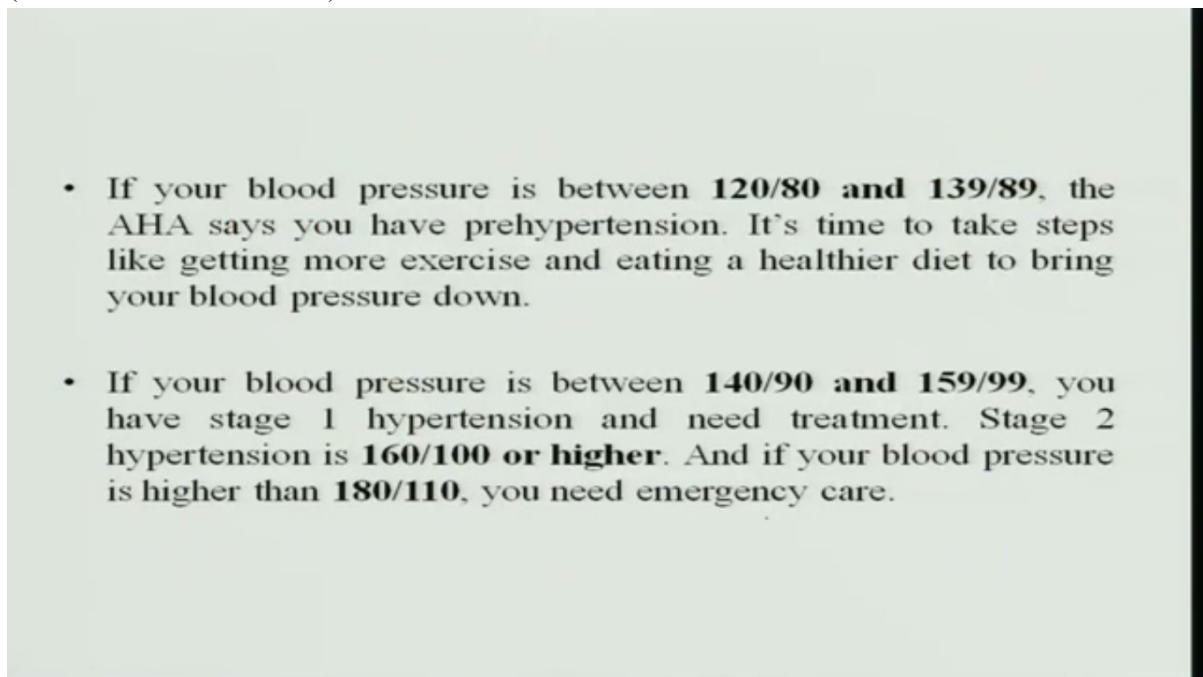 • If your blood pressure is between 120/80 and 139/89, the
AHA says you have prehypertension. It's time to take steps
like getting more exercise and eating a healthier diet to bring
your blood pressure down.
• If your blood pressure is between 140/90 and 159/99, you
have stage 1 hypertension and need treatment. Stage 2
hypertension is 160/100 or higher. And if your blood pressure
is higher than 180/110, you need emergency care.